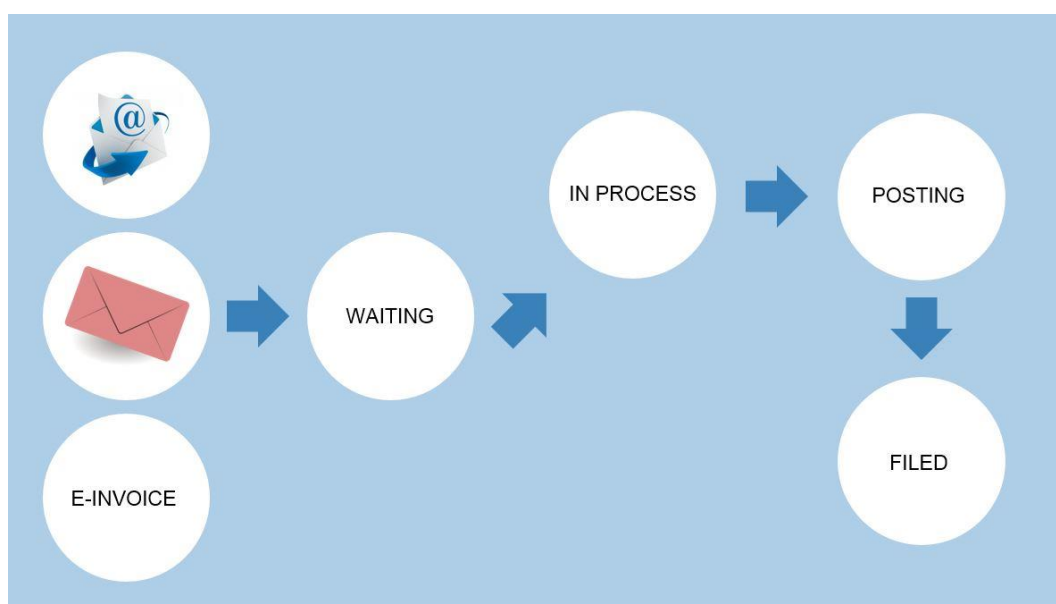 @
IN PROCESS
POSTING
WAITING
FILED
E-INVOICE